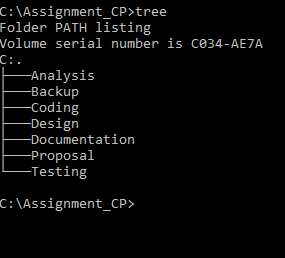 C:\Assignment_CP>tree
Folder PATH listing
Volume serial number is C034-AE7A
C:.
├───Analysis
├───Backup
├───Coding
├───Design
├───Documentation
├───Proposal
└───Testing
C:\Assignment_CP>